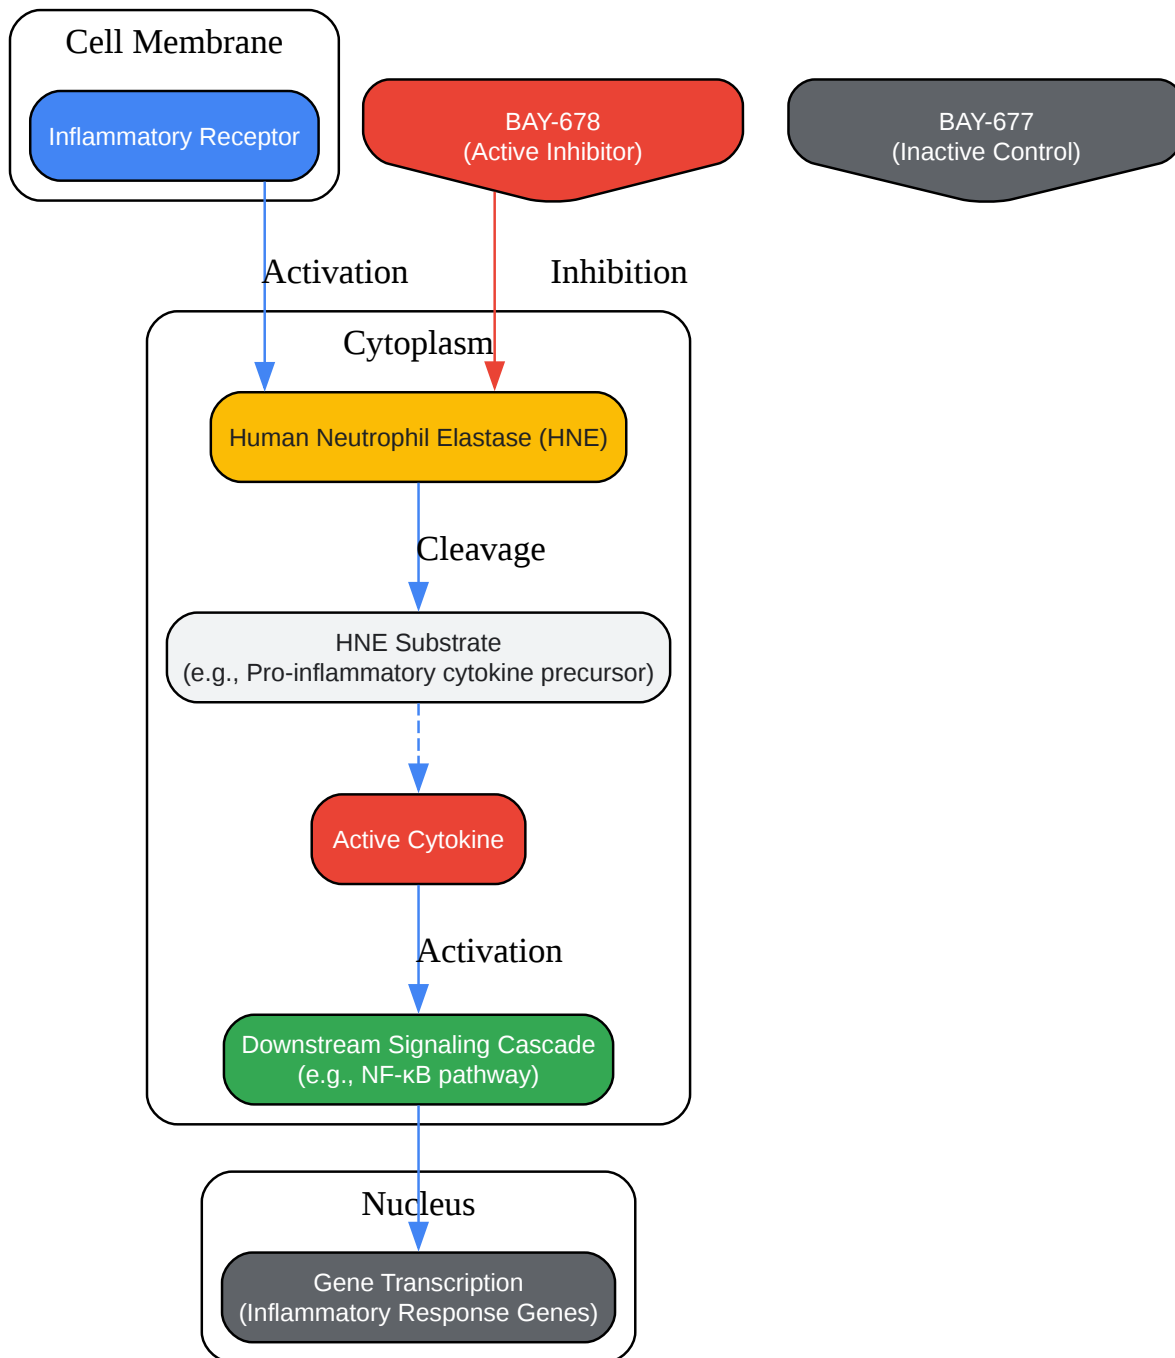 Cell Membrane
Inflammatory Receptor
BAY-678
(Active Inhibitor)
BAY-677
(Inactive Control)
Activation
Inhibition
Cytoplasm
Human Neutrophil Elastase (HNE)
Cleavage
HNE Substrate
(e.g., Pro-inflammatory cytokine precursor)
Active Cytokine
Activation
Downstream Signaling Cascade
(e.g., NF-κB pathway)
Nucleus
Gene Transcription
(Inflammatory Response Genes)